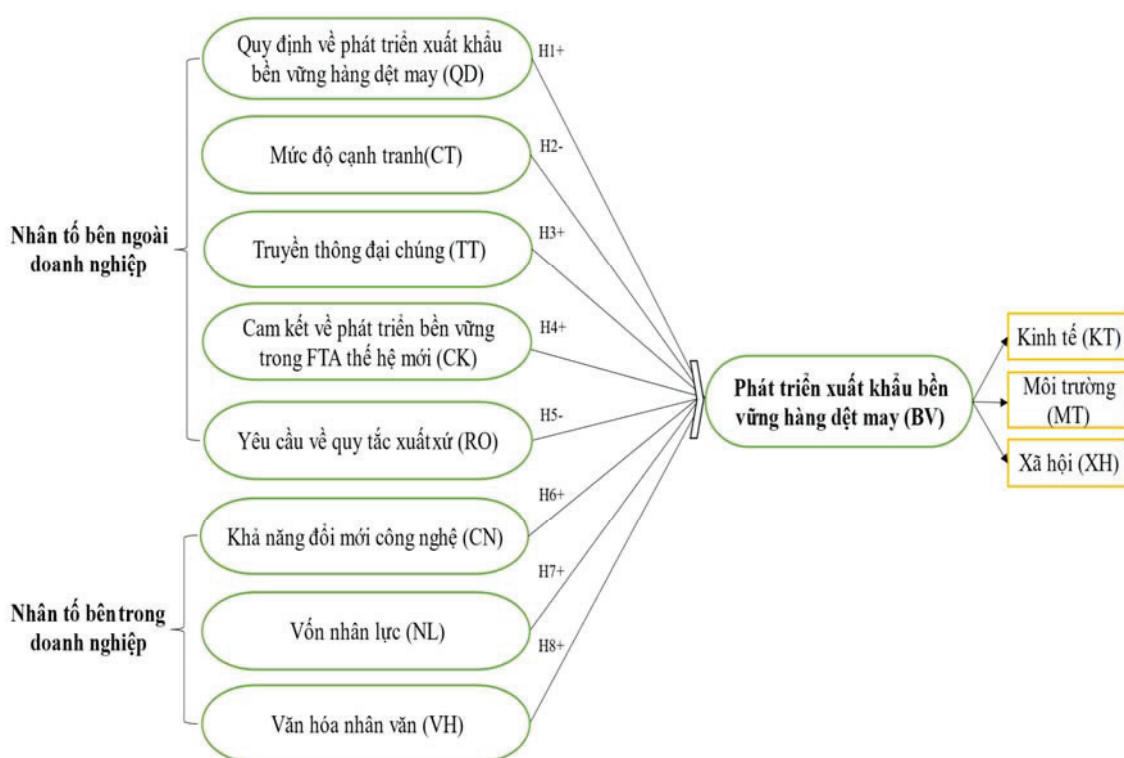 Quy định về phát triển xuất khẩu
bền vững hàng dệt may (QD)
H1+
Mức độ cạnh tranh(CT)
H2-
Nhân tố bên ngoài
doanh nghiệp
Truyền thông đại chúng (TT)
H3+
Cam kết về phát triển bền vững
trong FTA thế hệ mới (CK)
H4+
Yêu cầu về quy tắc xuất xứ (RO)
H5-
Nhân tố bên trong
doanh nghiệp
Khả năng đổi mới công nghệ (CN)
H6+
Vốn nhân lực (NL)
H7+
Văn hóa nhân văn (VH)
H8+
Phát triển xuất khẩu bền
vững hàng dệt may (BV)
Kinh tế (KT)
Môi trường
(MT)
Xã hội (XH)